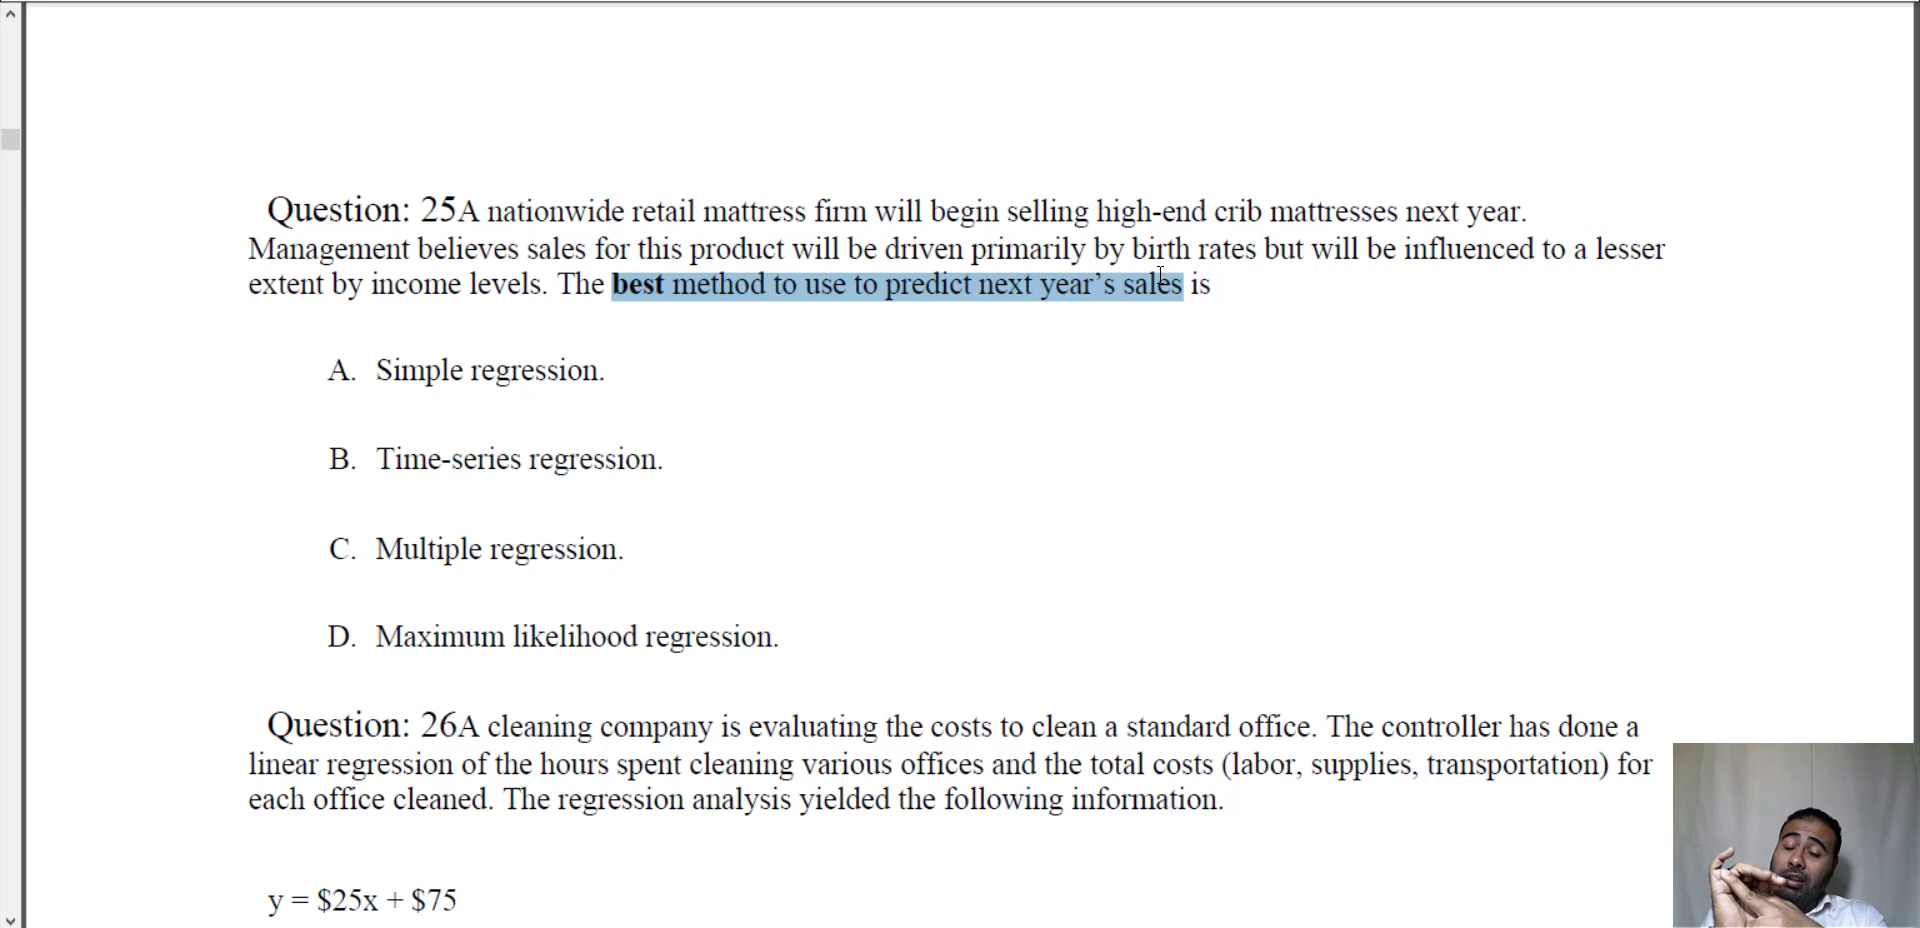 Question: 25A nationwide retail mattress firm will begin selling high-end crib mattresses next year.
Management believes sales for this product will be driven primarily by birth rates but will be influenced to a lesser
extent by income levels. The best method to use to predict next year’s sales is
A. Simple regression.
B. Time-series regression.
C. Multiple regression.
D. Maximum likelihood regression.
Question: 26A cleaning company is evaluating the costs to clean a standard office. The controller has done a
linear regression of the hours spent cleaning various offices and the total costs (labor, supplies, transportation) for
each office cleaned. The regression analysis yielded the following information.
y = $25x + $75